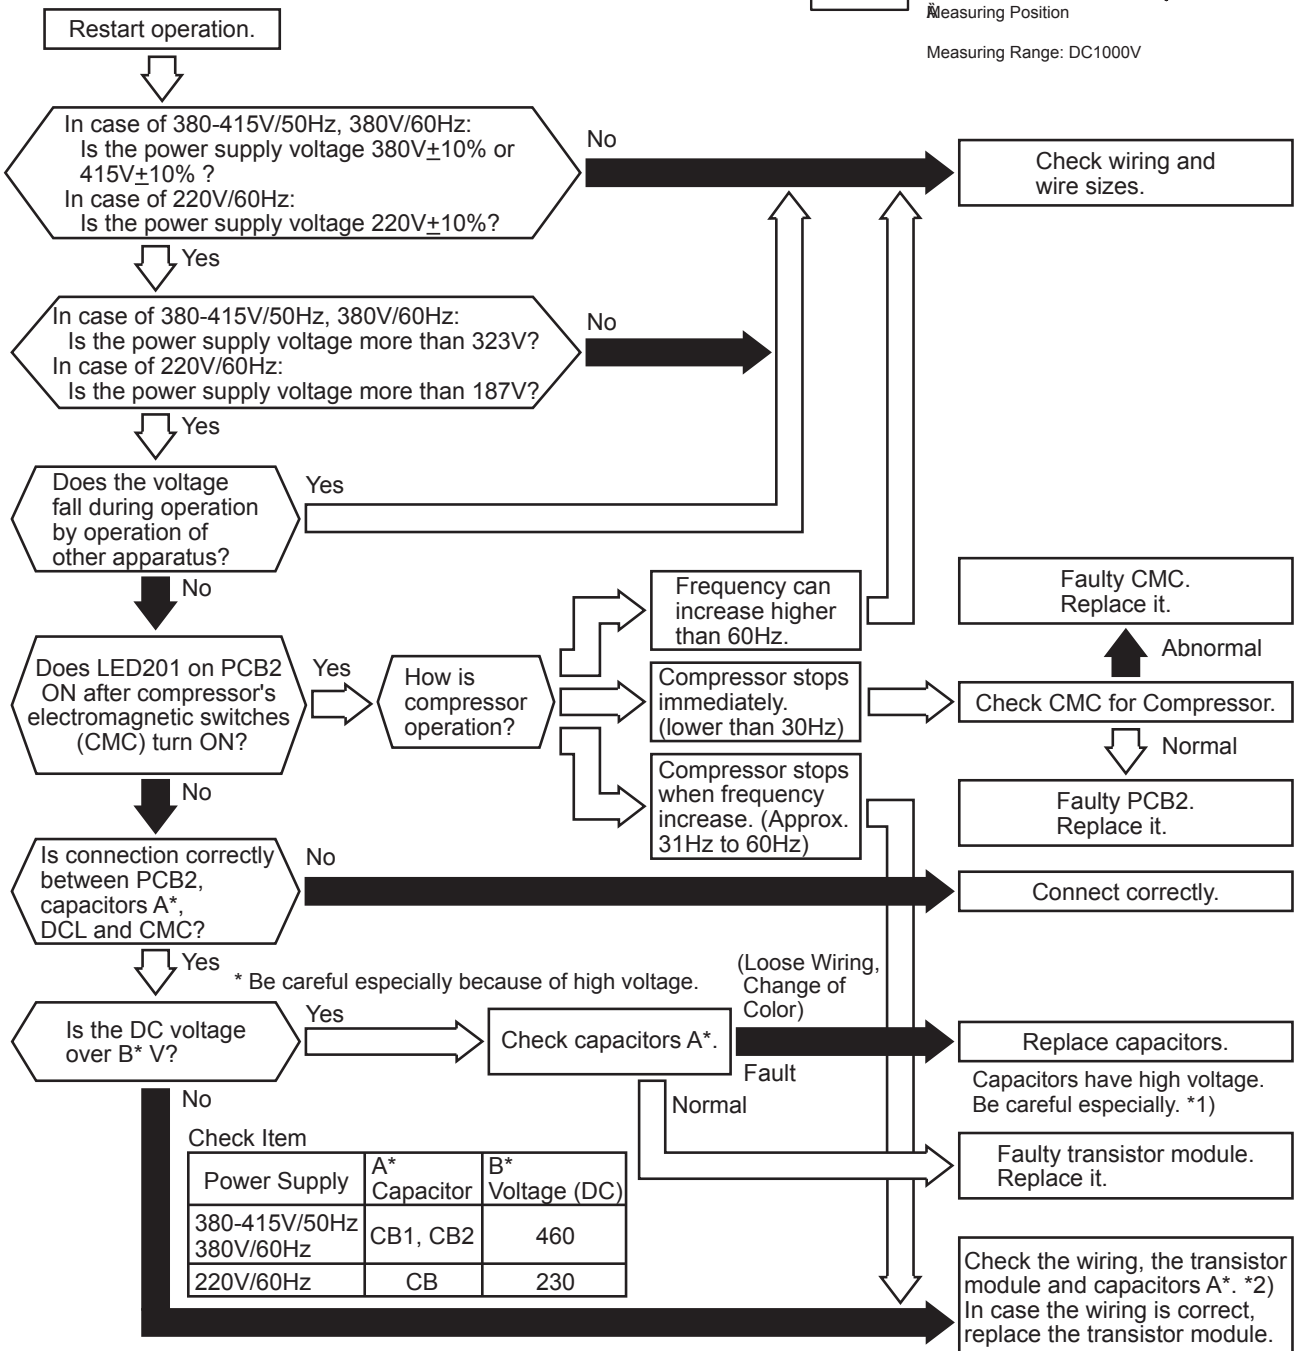 Restart operation.
Measuring Position
Measuring Range: DC1000V
In case of 380-415V/50Hz, 380V/60Hz:
Is the power supply voltage 380V±10% or
415V±10% ?
In case of 220V/60Hz:
Is the power supply voltage 220V±10%?
No
Check wiring and
wire sizes.
Yes
In case of 380-415V/50Hz, 380V/60Hz:
Is the power supply voltage more than 323V?
In case of 220V/60Hz:
Is the power supply voltage more than 187V?
No
Yes
Does the voltage
fall during operation
by operation of
other apparatus?
Yes
No
Does LED201 on PCB2
ON after compressor's
electromagnetic switches
(CMC) turn ON?
Yes
How is
compressor
operation?
Frequency can
increase higher
than 60Hz.
Compressor stops
immediately.
(lower than 30Hz)
Compressor stops
when frequency
increase. (Approx.
31Hz to 60Hz)
Faulty CMC.
Replace it.
Abnormal
Check CMC for Compressor.
Normal
Faulty PCB2.
Replace it.
No
Is connection correctly
between PCB2,
capacitors A*,
DCL and CMC?
No
Connect correctly.
Yes
* Be careful especially because of high voltage.
Is the DC voltage
over B* V?
Yes
Check capacitors A*.
(Loose Wiring,
Change of
Color)
Fault
Replace capacitors.
Capacitors have high voltage.
Be careful especially. *1)
Normal
Faulty transistor module.
Replace it.
No
Check the wiring, the transistor
module and capacitors A*. *2)
In case the wiring is correct,
replace the transistor module.
Check Item
Power Supply
A*
Capacitor
B*
Voltage (DC)
380-415V/50Hz
380V/60Hz
CB1, CB2
460
220V/60Hz
CB
230